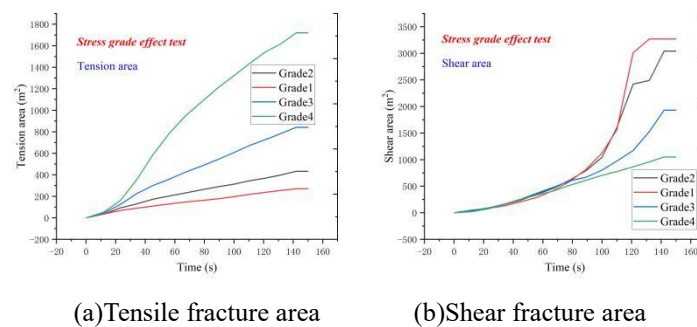 Stress grade effect test
Tension area
Grade2
Grade1
Grade3
Grade4
Tension area (m²)
1800
1600
1400
1200
1000
800
600
400
200
0
-200
-20 0 20 40 60 80 100 120 140 160
Time (s)
Stress grade effect test
Shear area
Grade2
Grade1
Grade3
Grade4
Shear area (m²)
3500
3000
2500
2000
1500
1000
500
0
-500
-20 0 20 40 60 80 100 120 140 160
Time (s)
(a)Tensile fracture area
(b)Shear fracture area